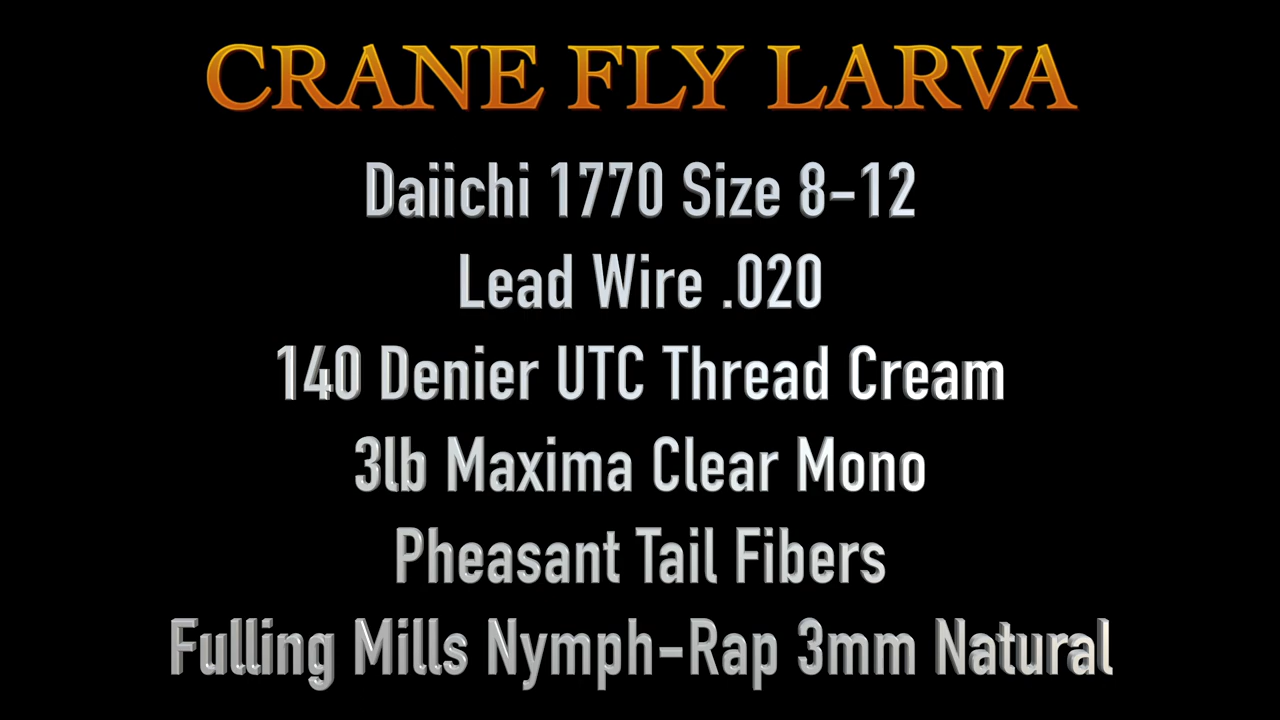 CRANE FLY LARVA
Daiichi 1770 Size 8-12
Lead Wire .020
140 Denier UTC Thread Cream
3lb Maxima Clear Mono
Pheasant Tail Fibers
Fulling Mills Nymph-Rap 3mm Natural